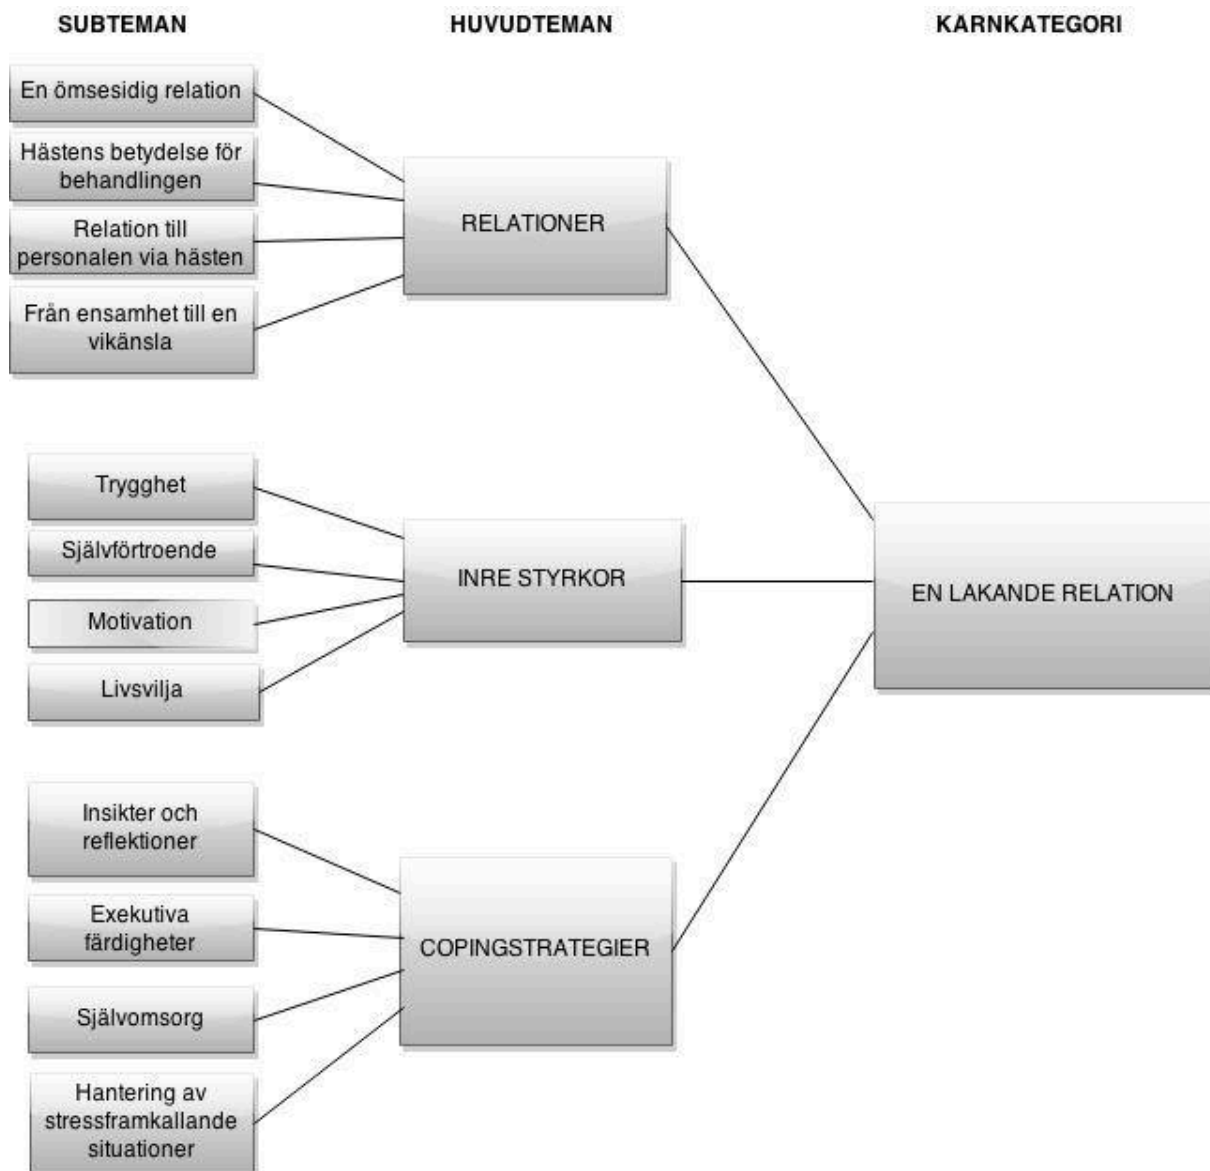 SUBTEMAN
HUVUDTEMAN
KARNKATEGORI
En ömsesidig relation
Hästens betydelse för
behandlingen
Relation till
personalen via hästen
Från ensamhet till en
vikänsla
RELATIONER
Trygghet
Självförtroende
Motivation
Livsvilja
INRE STYRKOR
Insikter och
reflektioner
Exekutiva
färdigheter
Självomsorg
Hantering av
stressframkallande
situationer
COPINGSTRATEGIER
EN LAKANDE RELATION